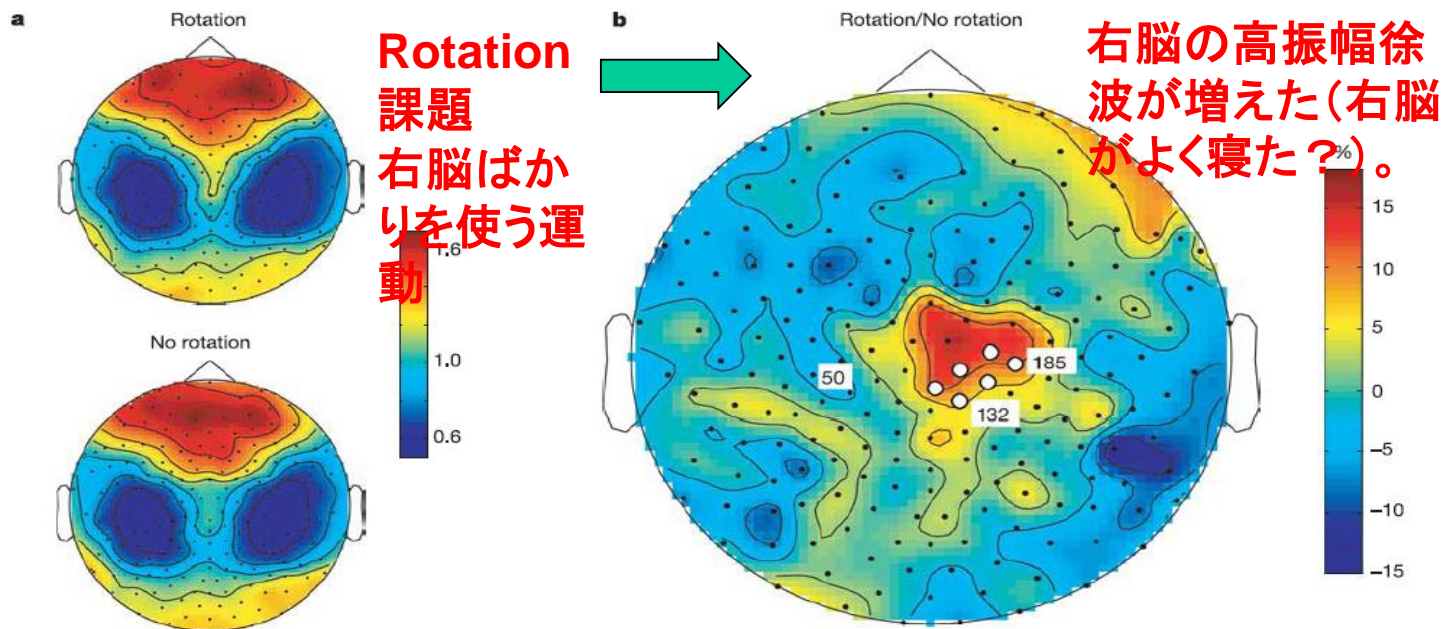 a
Rotation
Rotation
課題
右脳ばか
りを使う運
動
1.6
1.0
0.6
No rotation
b
Rotation/No rotation
右脳の高振幅徐
波が増えた(右脳
がよく寝た?)。
%
15
10
5
0
−5
−10
−15
50
185
132